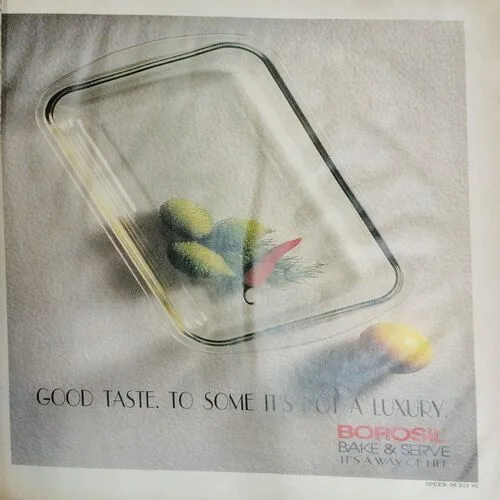 GOOD TASTE. TO SOME IT'S NOT A LUXURY.
BOROSIL
BAKE & SERVE
IT'S A WAY OF LIFE.